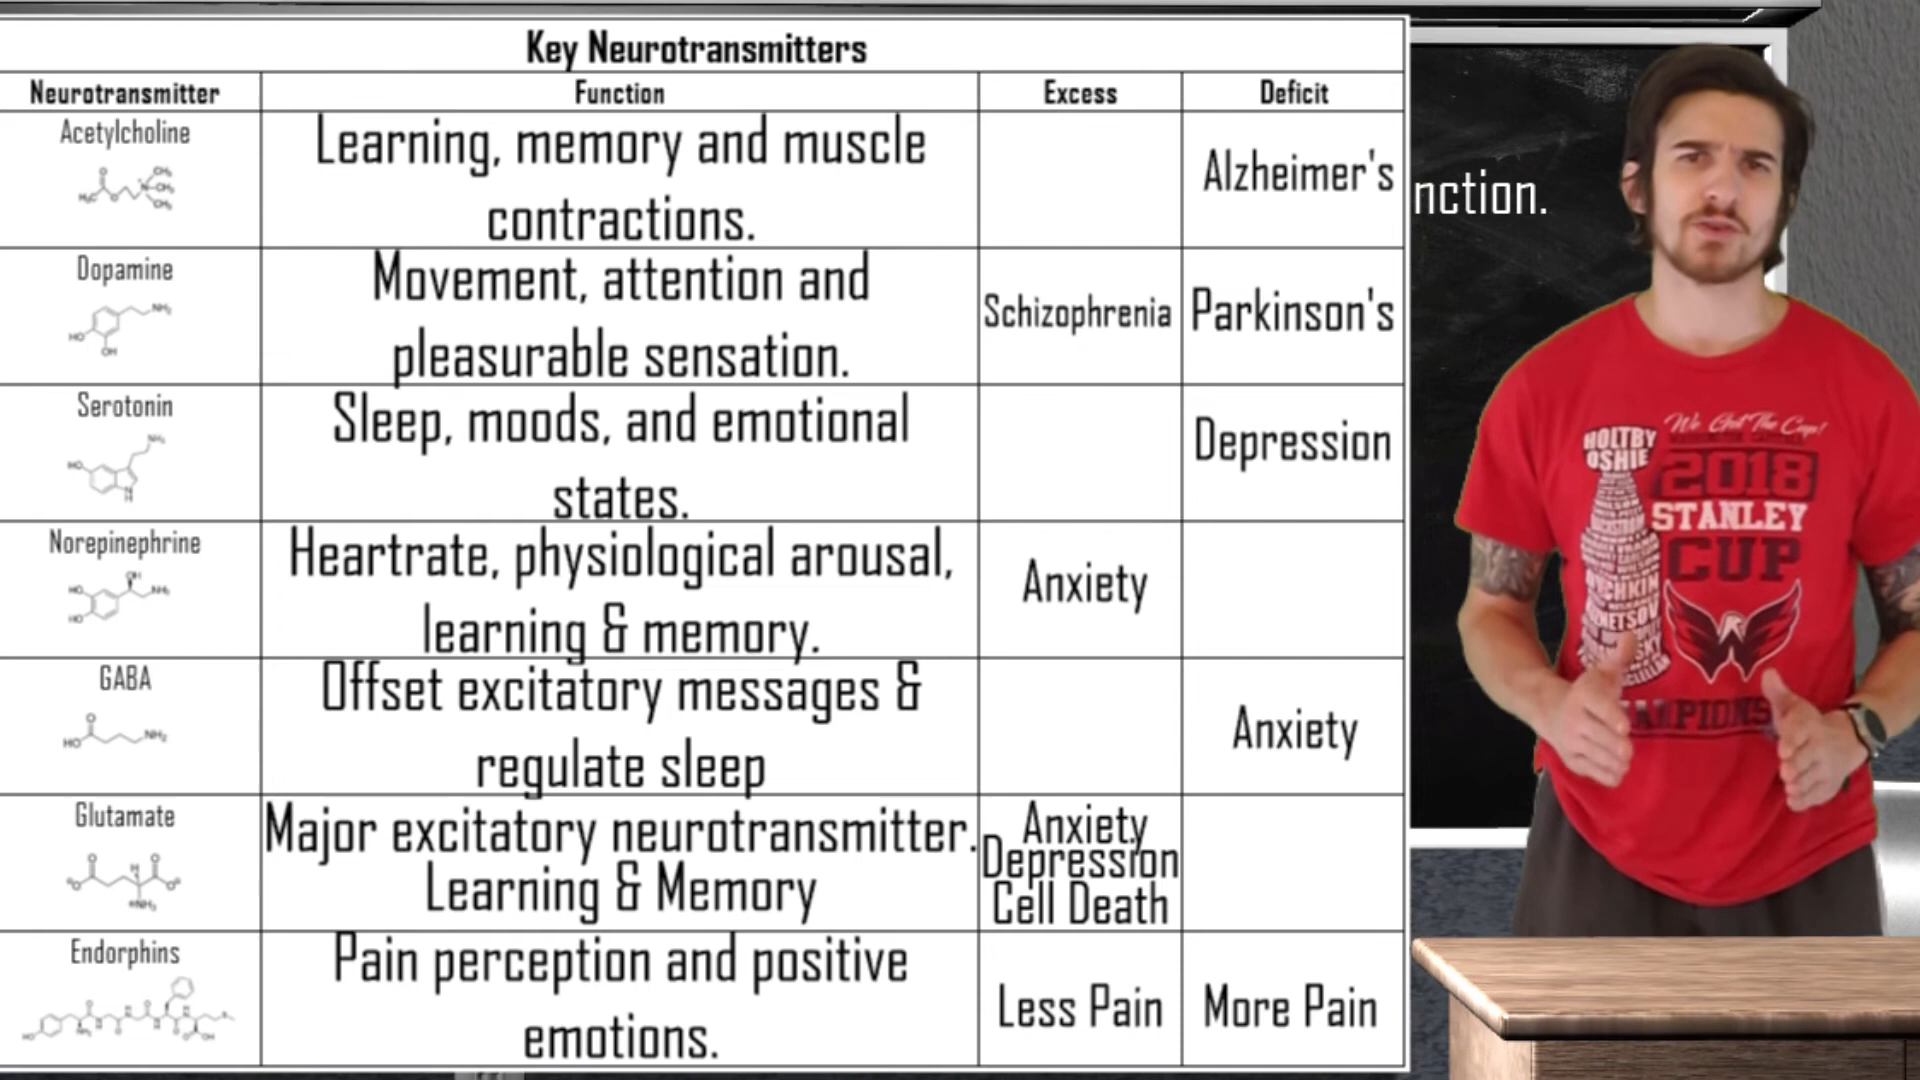 Key Neurotransmitters
Neurotransmitter Function Excess Deficit
Acetylcholine
Learning, memory and muscle
contractions.
Alzheimer's
Dopamine
Movement, attention and
pleasurable sensation.
Schizophrenia
Parkinson's
Serotonin
Sleep, moods, and emotional
states.
Depression
Norepinephrine
Heartrate, physiological arousal,
learning & memory.
Anxiety
GABA
Offset excitatory messages &
regulate sleep
Anxiety
Glutamate
Major excitatory neurotransmitter.
Learning & Memory
Anxiety
Depression
Cell Death
Endorphins
Pain perception and positive
emotions.
Less Pain
More Pain
nction.
We Got The Cup!
HOLTBY
OSHIE
2018
STANLEY
CUP